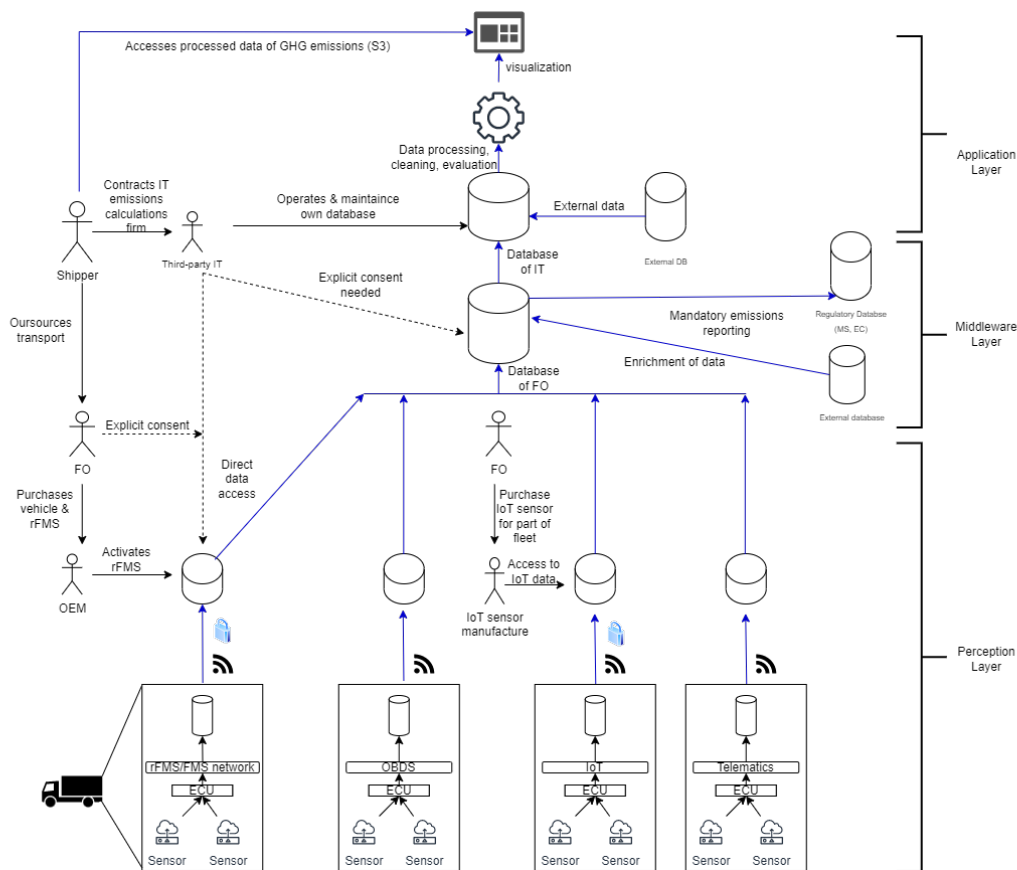 Accesses processed data of GHG emissions (S3)
visualization
Data processing,
cleaning, evaluation
Application
Layer
Contracts IT
emissions
calculations
firm
Operates & maintaince
own database
External data
Shipper
Third-party IT
Database
of IT
External DB
Explicit consent
needed
Mandatory emissions
reporting
Regulatory Databse
(MS, EC)
Middleware
Layer
Oursources
transport
Enrichment of data
Database
of FO
External database
Explicit consent
FO
FO
Direct
data
access
Purchases
vehicle &
rFMS
Purchase
IoT sensor
for part of
fleet
Activates
rFMS
Access to
IoT data
OEM
IoT sensor
manufacture
Perception
Layer
rFMS/FMS network
OBDS
IoT
Telematics
ECU
ECU
ECU
ECU
Sensor
Sensor
Sensor
Sensor
Sensor
Sensor
Sensor
Sensor